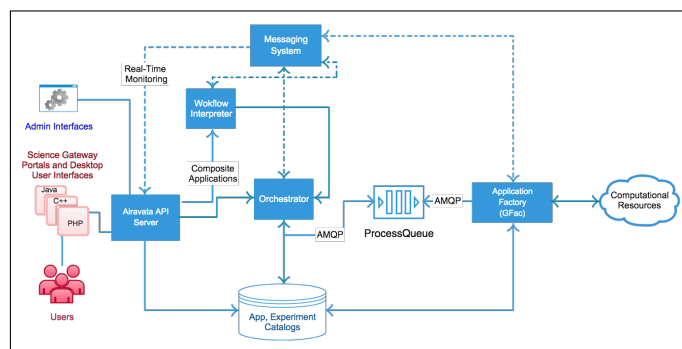 Messaging
System
Real-Time
Monitoring
Wokflow
Interpreter
Admin Interfaces
Science Gateway
Portals and Desktop
User Interfaces
Java
C++
PHP
Composite
Applications
Airavata API
Server
Orchestrator
AMQP
ProcessQueue
AMQP
Application
Factory
(GFac)
Computational
Resources
Users
App, Experiment
Catalogs